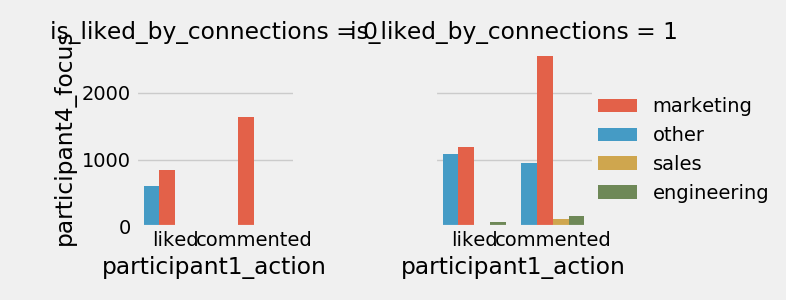 is_liked_by_connections = 0
is_liked_by_connections = 1
participant4_focus
2000
1000
0
liked
commented
liked
commented
participant1_action
participant1_action
marketing
other
sales
engineering